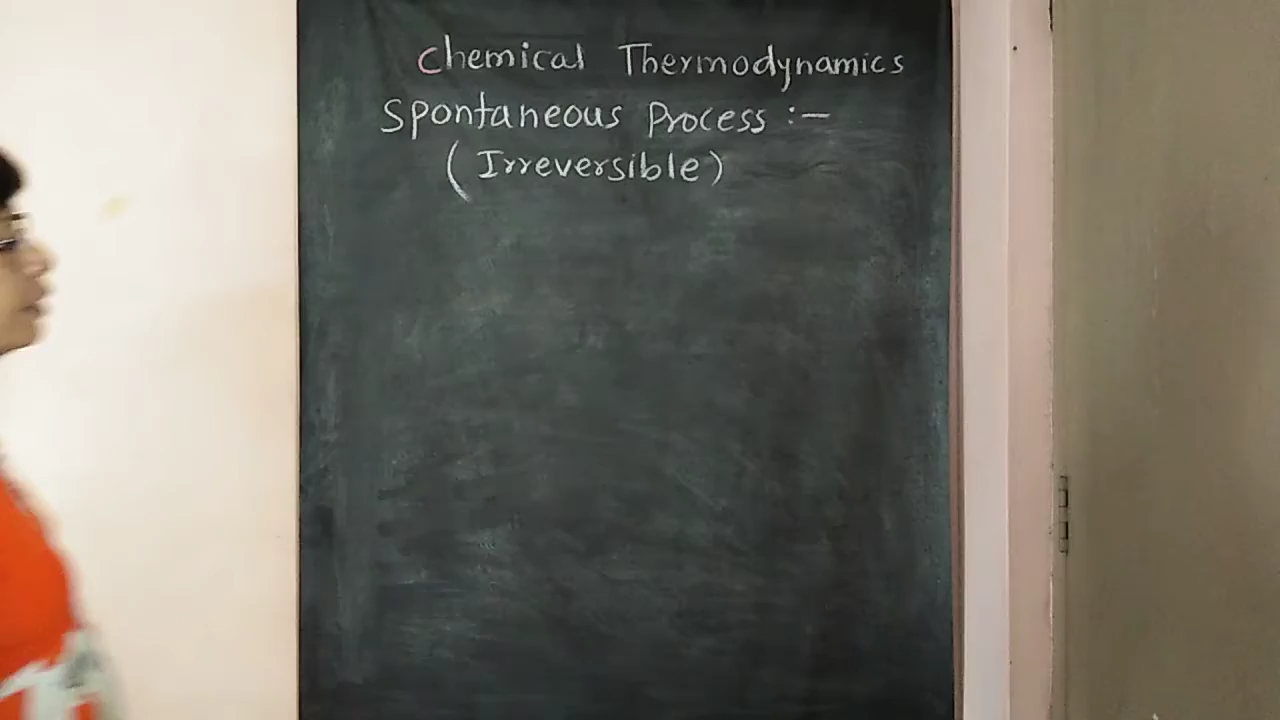 Chemical Thermodynamics
Spontaneous Process :-
(Irreversible)